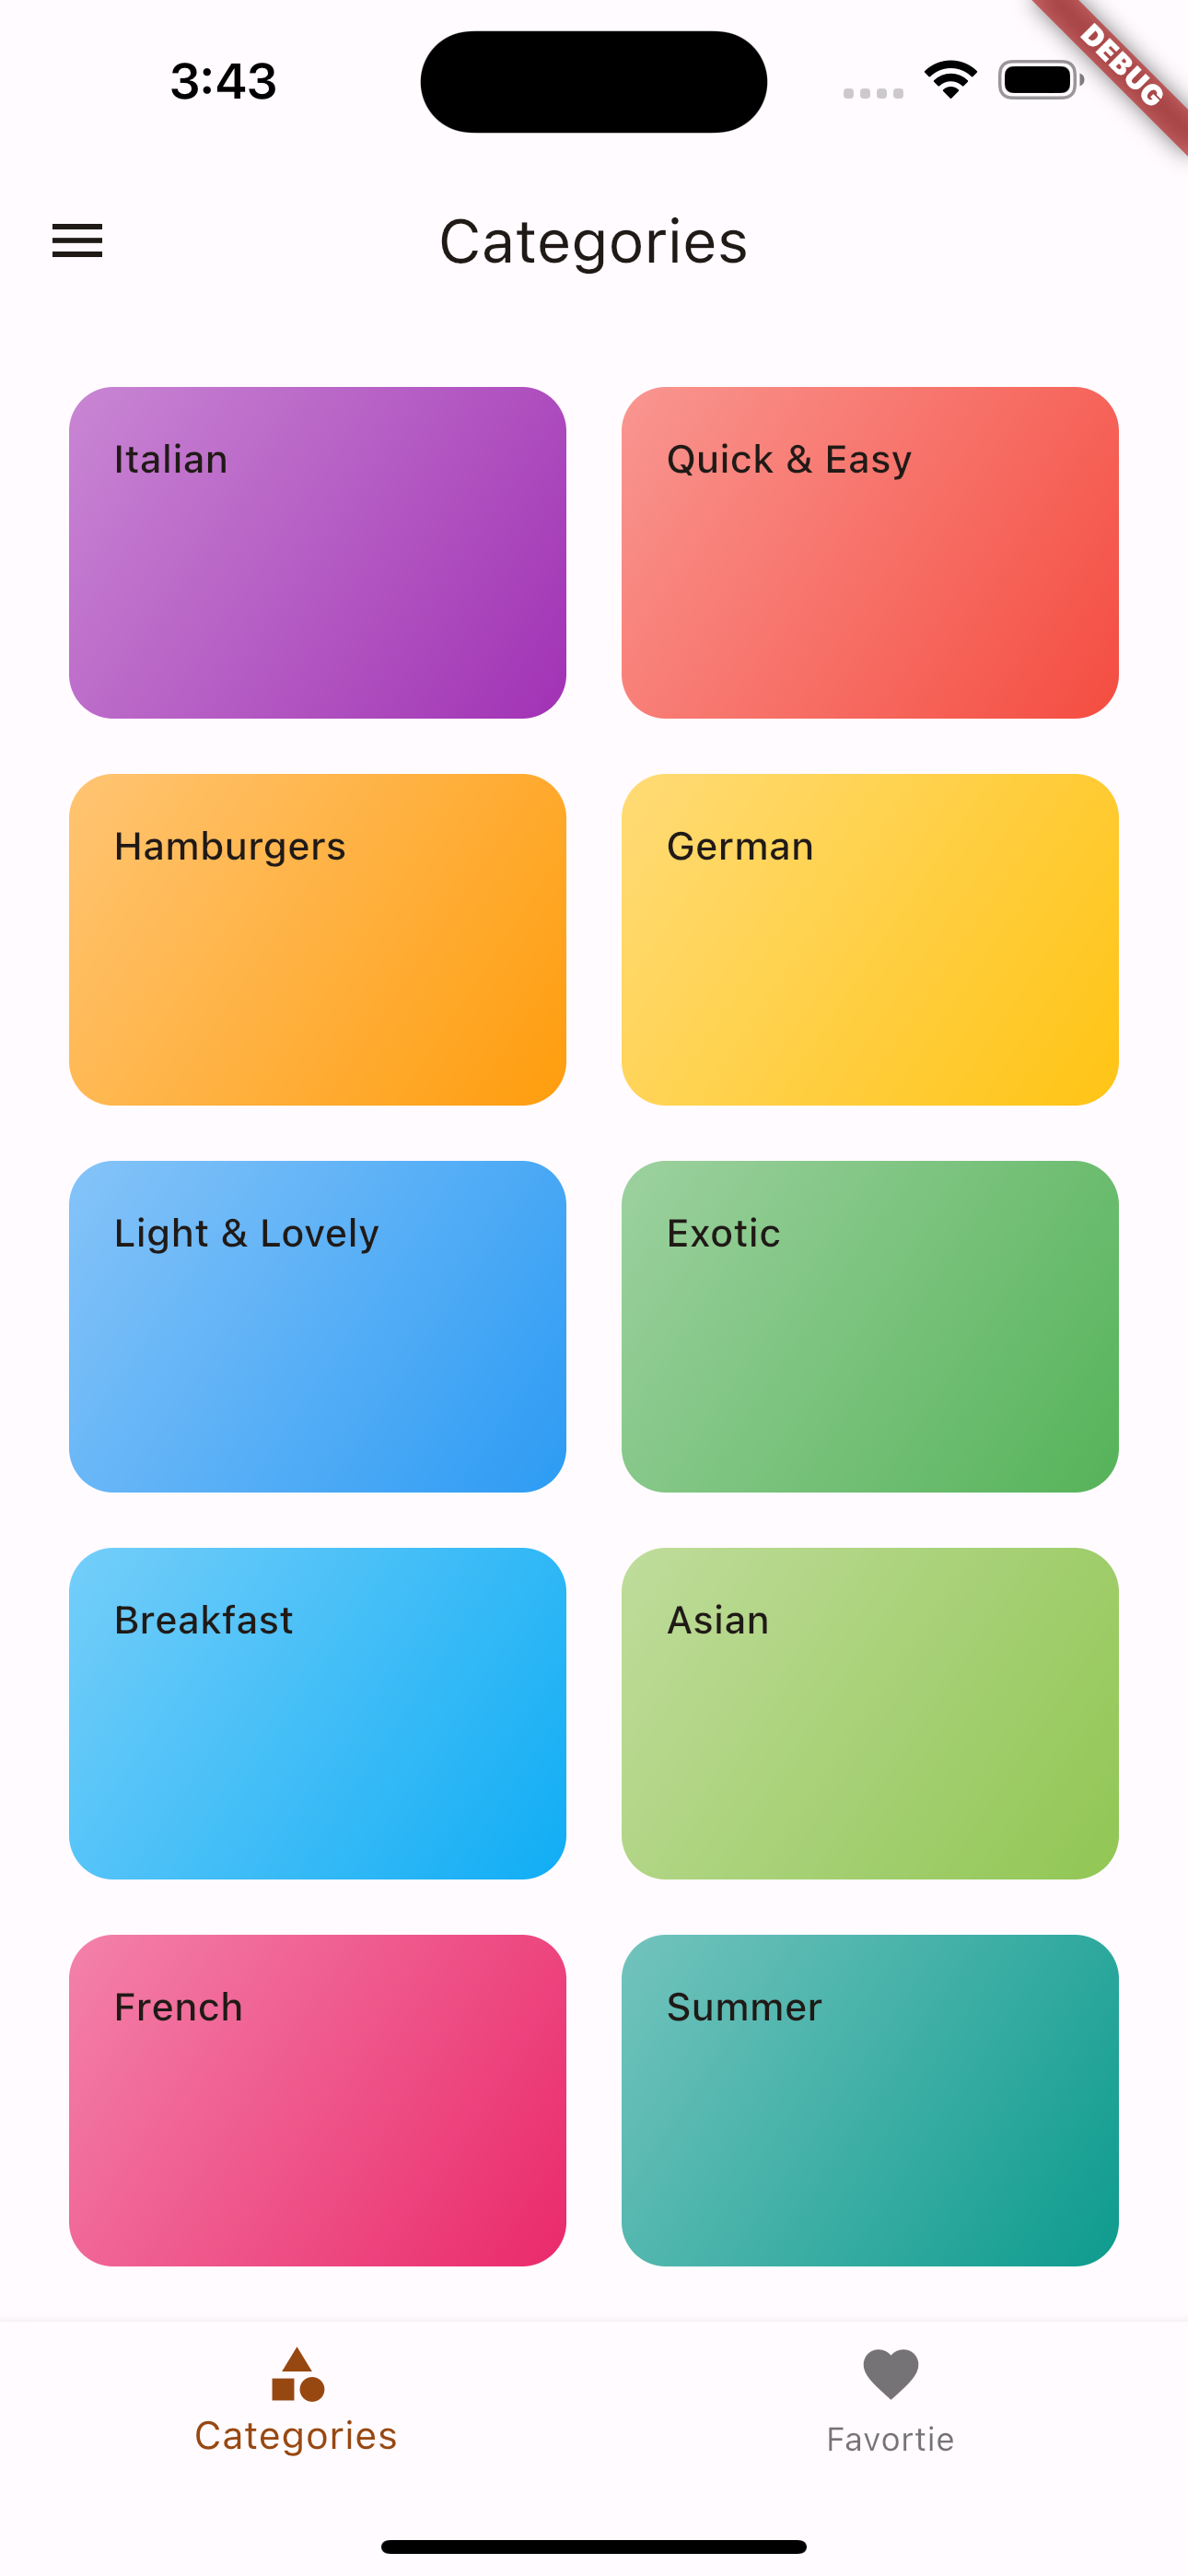 3:43
DEBUG
Categories
Italian
Quick & Easy
Hamburgers
German
Light & Lovely
Exotic
Breakfast
Asian
French
Summer
Categories
Favortie